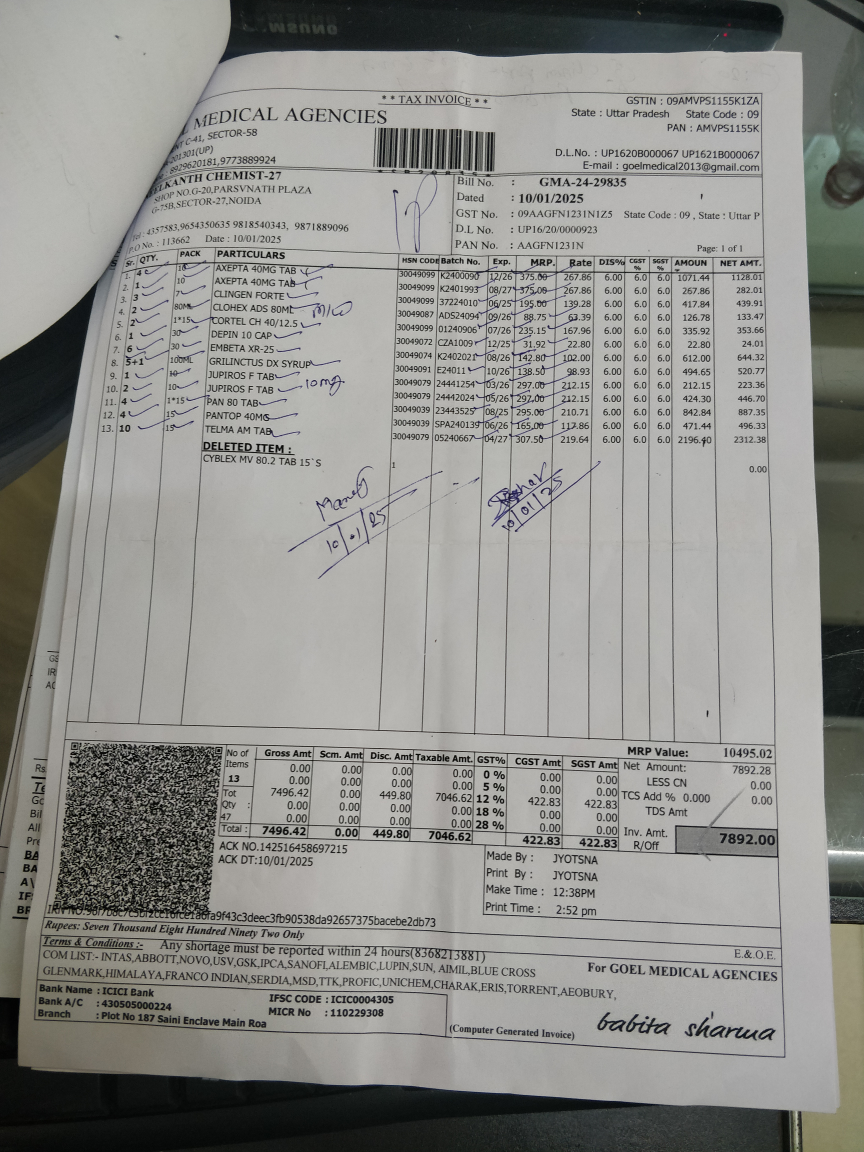 SAMSUNG
* * TAX INVOICE * *
GSTIN : 09AMVPS1155K1ZA
State : Uttar Pradesh State Code : 09
PAN : AMVPS1155K
MEDICAL AGENCIES
C-41, SECTOR-58
201301(UP)
8929620181,9773889924
D.L.No. : UP1620B000067 UP1621B000067
E-mail : goelmedical2013@gmail.com
ELKANTH CHEMIST-27
SHOP NO.G-20,PARSVNATH PLAZA
G-75B,SECTOR-27,NOIDA
Tel : 4357583,9654350635 9818540343, 9871889096
P.O No. : 113662 Date : 10/01/2025
Bill No. : GMA-24-29835
Dated : 10/01/2025
GST No. : 09AAGFN1231N1Z5 State Code : 09 , State : Uttar P
D.L No. : UP16/20/0000923
PAN No. : AAGFN1231N Page: 1 of 1
Sr. QTY. PACK PARTICULARS HSN CODE Batch No. Exp. MRP. Rate DIS% CGST % SGST % AMOUN NET AMT.
1. 4 10 AXEPTA 40MG TAB 30049099 K2400090 12/26 375.00 267.86 6.00 6.0 6.0 1071.44 1128.01
2. 1 10 AXEPTA 40MG TAB 30049099 K2401993 08/27 375.00 267.86 6.00 6.0 6.0 267.86 282.01
3. 3 7 CLINGEN FORTE 30049099 37224010 06/25 195.00 139.28 6.00 6.0 6.0 417.84 439.91
4. 2 80ML CLOHEX ADS 80ML 30049087 AD524094 09/26 88.75 63.39 6.00 6.0 6.0 126.78 133.47
5. 2 1*15 CORTEL CH 40/12.5 30049099 01240906 07/26 235.15 167.96 6.00 6.0 6.0 335.92 353.66
6. 1 30 DEPIN 10 CAP 30049072 CZA1009 12/25 31.92 22.80 6.00 6.0 6.0 22.80 24.01
7. 6 30 EMBETA XR-25 30049074 K2402021 08/26 142.80 102.00 6.00 6.0 6.0 612.00 644.32
8. 5+1 100ML GRILINCTUS DX SYRUP 30049091 E24011 10/26 138.50 98.93 6.00 6.0 6.0 494.65 520.77
9. 1 10 JUPIROS F TAB 30049079 24441254 03/26 297.00 212.15 6.00 6.0 6.0 212.15 223.36
10. 2 10 JUPIROS F TAB 10mg 30049079 24442024 05/26 297.00 212.15 6.00 6.0 6.0 424.30 446.70
11. 4 1*15 PAN 80 TAB 30049039 23443525 08/25 295.00 210.71 6.00 6.0 6.0 842.84 887.35
12. 4 15 PANTOP 40MG 30049039 SPA240139 06/26 165.00 117.86 6.00 6.0 6.0 471.44 496.33
13. 10 15 TELMA AM TAB 30049079 05240667 04/27 307.50 219.64 6.00 6.0 6.0 2196.40 2312.38
DELETED ITEM :
CYBLEX MV 80.2 TAB 15`S 1 0.00
10/01/25
10/01/25
No of Items 13
Tot Qty : 47
Gross Amt Scm. Amt Disc. Amt Taxable Amt. GST% CGST Amt SGST Amt
0.00 0.00 0.00 0.00 0 % 0.00 0.00
0.00 0.00 0.00 0.00 5 % 0.00 0.00
7496.42 0.00 449.80 7046.62 12 % 422.83 422.83
0.00 0.00 0.00 0.00 18 % 0.00 0.00
0.00 0.00 0.00 0.00 28 % 0.00 0.00
Total : 7496.42 0.00 449.80 7046.62 422.83 422.83
MRP Value: 10495.02
Net Amount: 7892.28
LESS CN 0.00
TCS Add % 0.000 0.00
TDS Amt
Inv. Amt. R/Off 7892.00
ACK NO.142516458697215
ACK DT:10/01/2025
Made By : JYOTSNA
Print By : JYOTSNA
Make Time : 12:38PM
Print Time : 2:52 pm
Rupees: Seven Thousand Eight Hundred Ninety Two Only
Terms & Conditions :- Any shortage must be reported within 24 hours(8368213881) E.&.O.E.
COM LIST:- INTAS,ABBOTT,NOVO,USV,GSK,IPCA,SANOFI,ALEMBIC,LUPIN,SUN, AIMIL,BLUE CROSS
GLENMARK,HIMALAYA,FRANCO INDIAN,SERDIA,MSD,TTK,PROFIC,UNICHEM,CHARAK,ERIS,TORRENT,AEOBURY,
For GOEL MEDICAL AGENCIES
Bank Name : ICICI Bank
Bank A/C : 430505000224 IFSC CODE : ICIC0004305
Branch : Plot No 187 Saini Enclave Main Roa MICR No : 110229308
(Computer Generated Invoice)
babita sharma